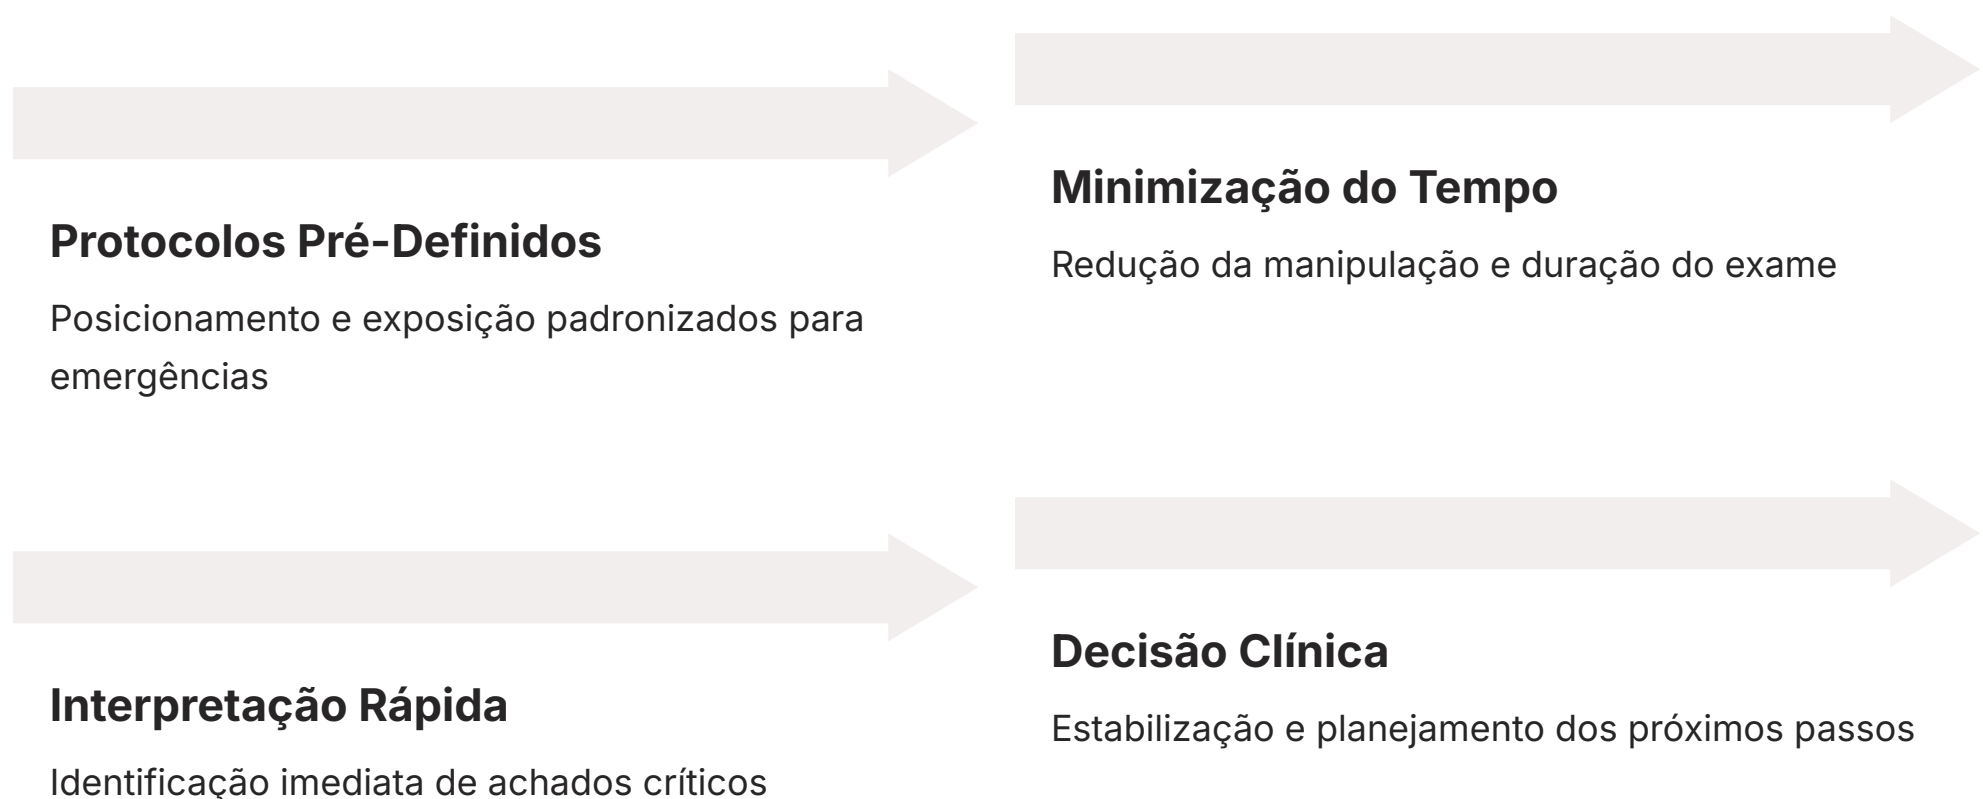 Protocolos Pré-Definidos
Posicionamento e exposição padronizados para
emergências
Minimização do Tempo
Redução da manipulação e duração do exame
Interpretação Rápida
Identificação imediata de achados críticos
Decisão Clínica
Estabilização e planejamento dos próximos passos